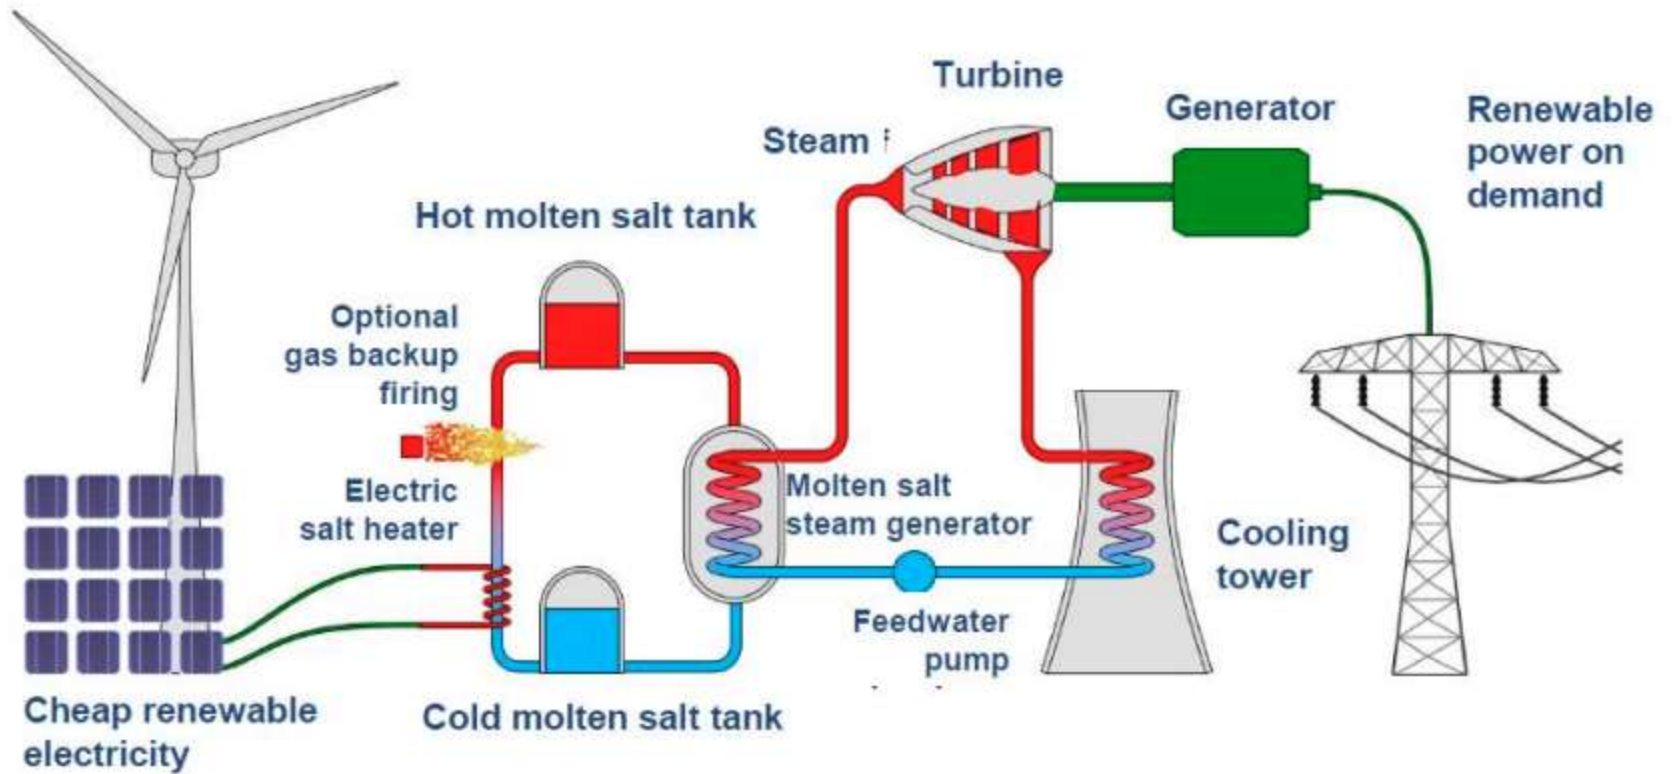 Turbine
Generator
Renewable
power on
demand
Steam
Hot molten salt tank
Optional
gas backup
firing
Electric
salt heater
Molten salt
steam generator
Cooling
tower
Feedwater
pump
Cheap renewable
electricity
Cold molten salt tank